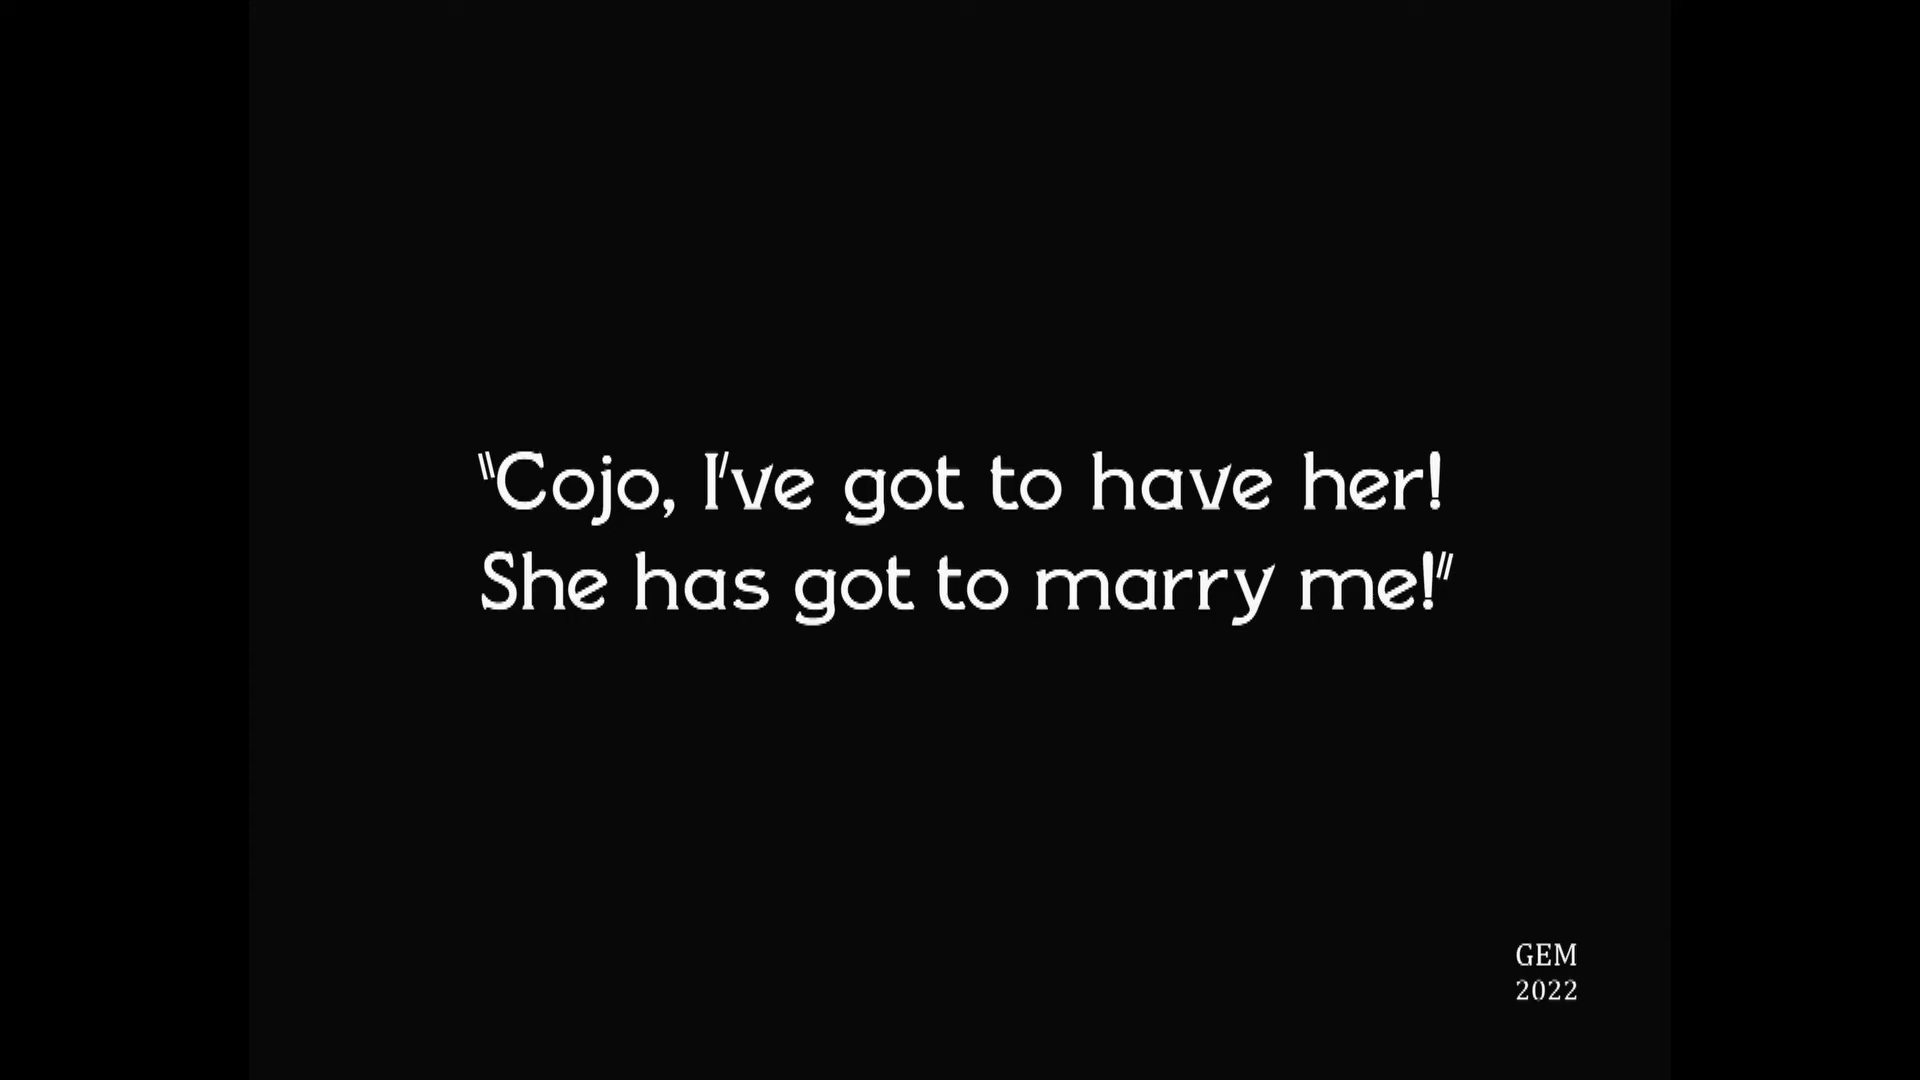 "Cojo, I've got to have her!
She has got to marry me!"
GEM
2022